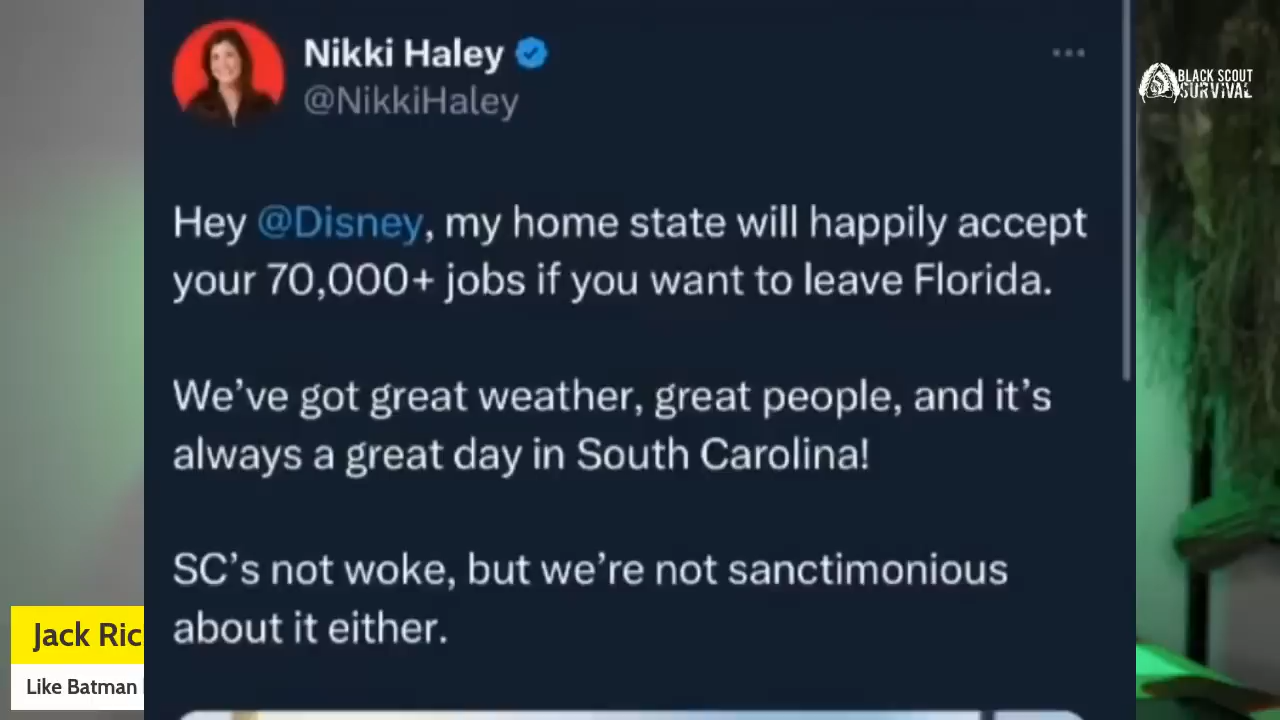 Nikki Haley
@NikkiHaley
BLACK SCOUT
SURVIVAL
Hey @Disney, my home state will happily accept
your 70,000+ jobs if you want to leave Florida.
We’ve got great weather, great people, and it’s
always a great day in South Carolina!
SC’s not woke, but we’re not sanctimonious
about it either.
Jack Ric
Like Batman